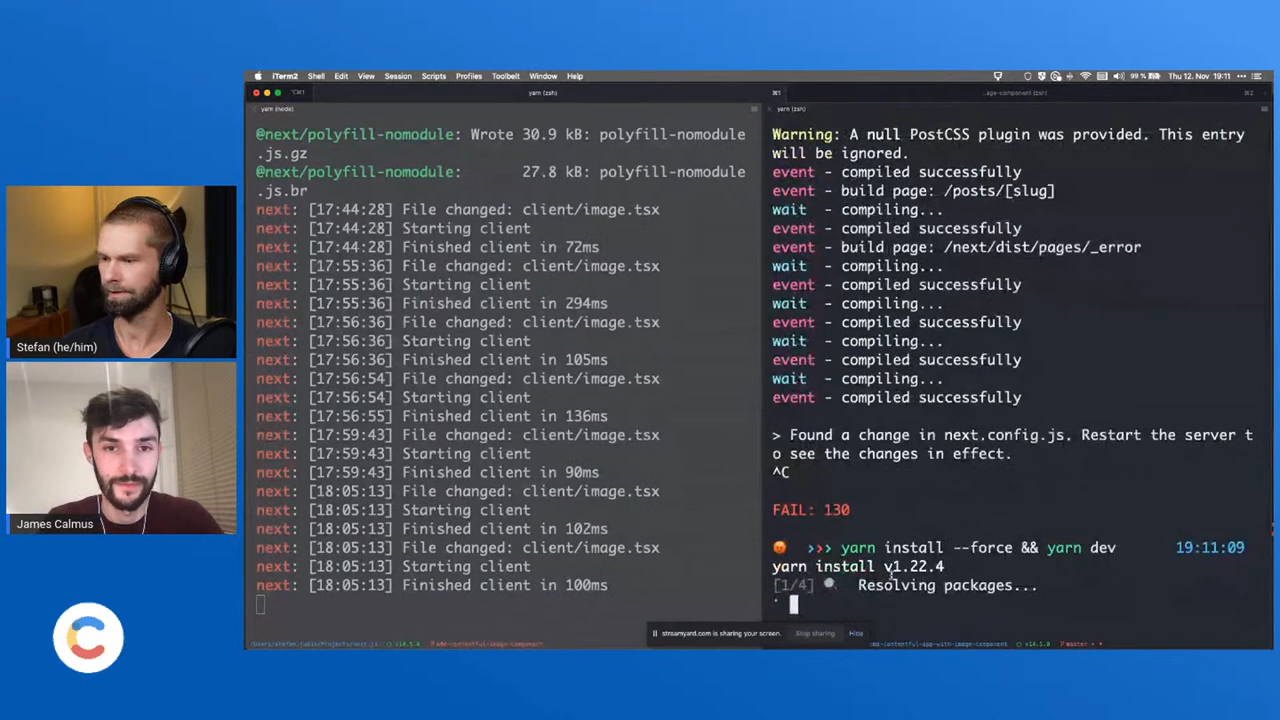 iTerm2 Shell Edit View Session Scripts Profiles Toolbelt Window Help
99 % Thu 12. Nov 19:11
⌥⌘1 yarn (zsh) ⌘1 ..age-component (zsh) ⌘2
yarn (node)
@next/polyfill-nomodule: Wrote 30.9 kB: polyfill-nomodule
.js.gz
@next/polyfill-nomodule: 27.8 kB: polyfill-nomodule
.js.br
next: [17:44:28] File changed: client/image.tsx
next: [17:44:28] Starting client
next: [17:44:28] Finished client in 72ms
next: [17:55:36] File changed: client/image.tsx
next: [17:55:36] Starting client
next: [17:55:36] Finished client in 294ms
next: [17:56:36] File changed: client/image.tsx
next: [17:56:36] Starting client
next: [17:56:36] Finished client in 105ms
next: [17:56:54] File changed: client/image.tsx
next: [17:56:54] Starting client
next: [17:56:55] Finished client in 136ms
next: [17:59:43] File changed: client/image.tsx
next: [17:59:43] Starting client
next: [17:59:43] Finished client in 90ms
next: [18:05:13] File changed: client/image.tsx
next: [18:05:13] Starting client
next: [18:05:13] Finished client in 102ms
next: [18:05:13] File changed: client/image.tsx
next: [18:05:13] Starting client
next: [18:05:13] Finished client in 100ms
yarn (zsh)
Warning: A null PostCSS plugin was provided. This entry
will be ignored.
event - compiled successfully
event - build page: /posts/[slug]
wait - compiling...
event - compiled successfully
event - build page: /next/dist/pages/_error
wait - compiling...
event - compiled successfully
wait - compiling...
event - compiled successfully
wait - compiling...
event - compiled successfully
wait - compiling...
event - compiled successfully
> Found a change in next.config.js. Restart the server t
o see the changes in effect.
^C
FAIL: 130
>>> yarn install --force && yarn dev 19:11:09
yarn install v1.22.4
[1/4] Resolving packages...
streamyard.com is sharing your screen. Stop sharing Hide
Stefan (he/him)
James Calmus